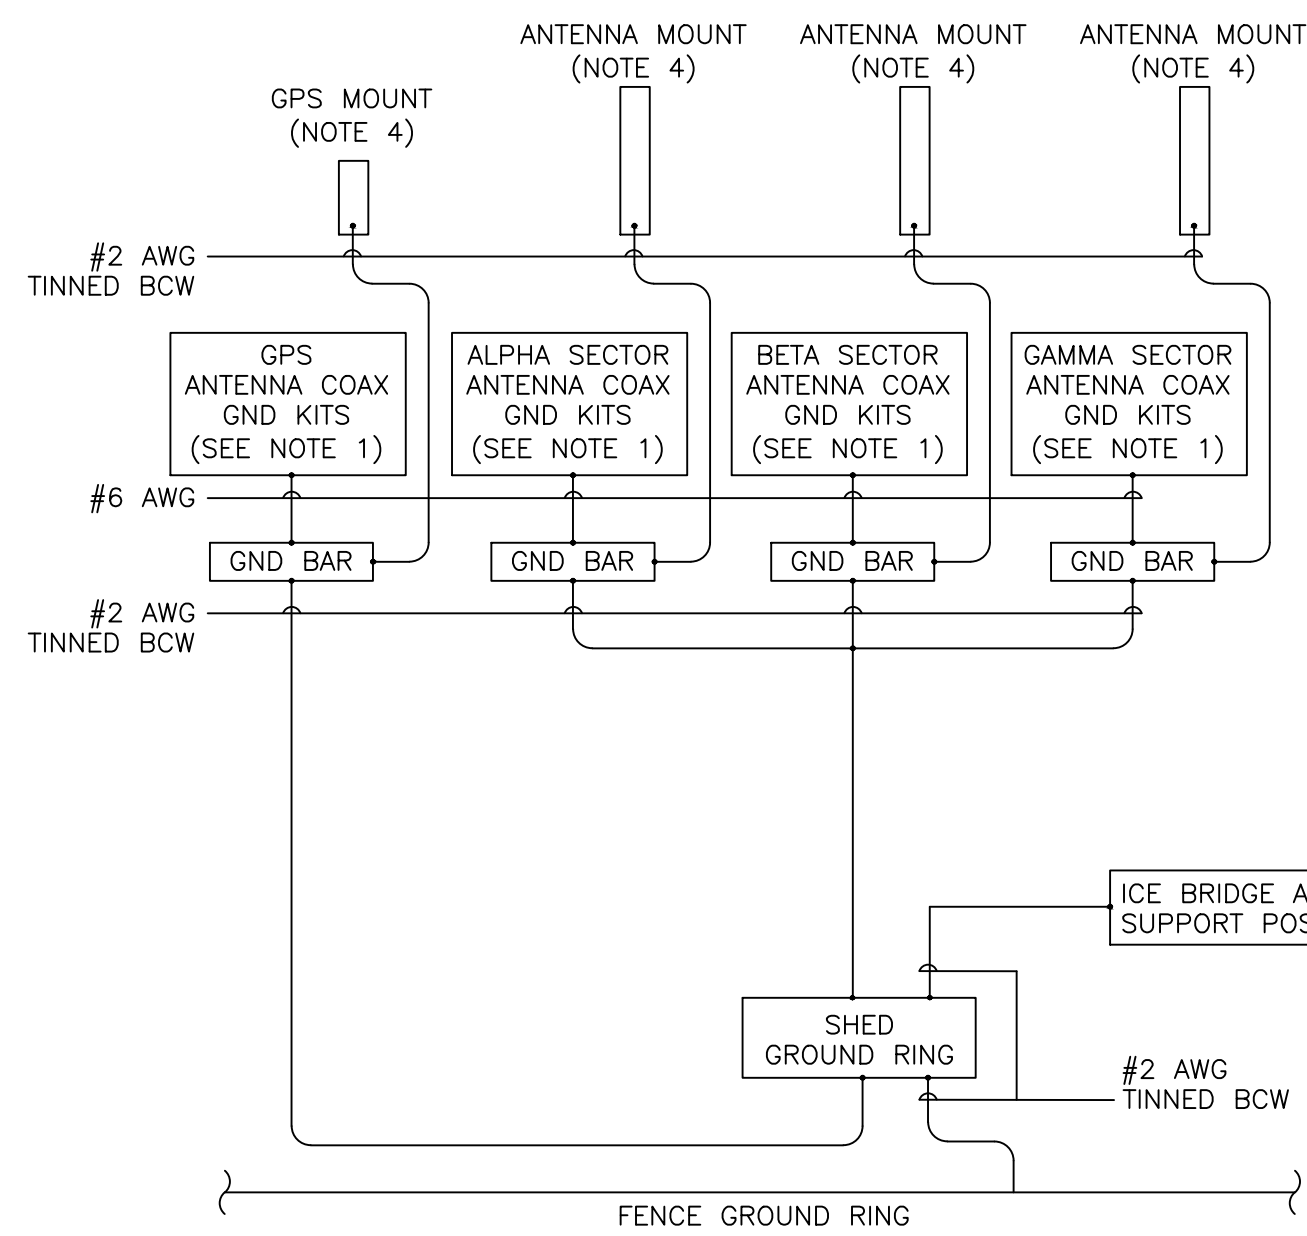 ANTENNA MOUNT
(NOTE 4)
ANTENNA MOUNT
(NOTE 4)
ANTENNA MOUNT
(NOTE 4)
GPS MOUNT
(NOTE 4)
#2 AWG
TINNED BCW
GPS
ANTENNA COAX
GND KITS
(SEE NOTE 1)
ALPHA SECTOR
ANTENNA COAX
GND KITS
(SEE NOTE 1)
BETA SECTOR
ANTENNA COAX
GND KITS
(SEE NOTE 1)
GAMMA SECTOR
ANTENNA COAX
GND KITS
(SEE NOTE 1)
#6 AWG
GND BAR
GND BAR
GND BAR
GND BAR
#2 AWG
TINNED BCW
ICE BRIDGE
SUPPORT
SHED
GROUND RING
#2 AWG
TINNED BCW
FENCE GROUND RING